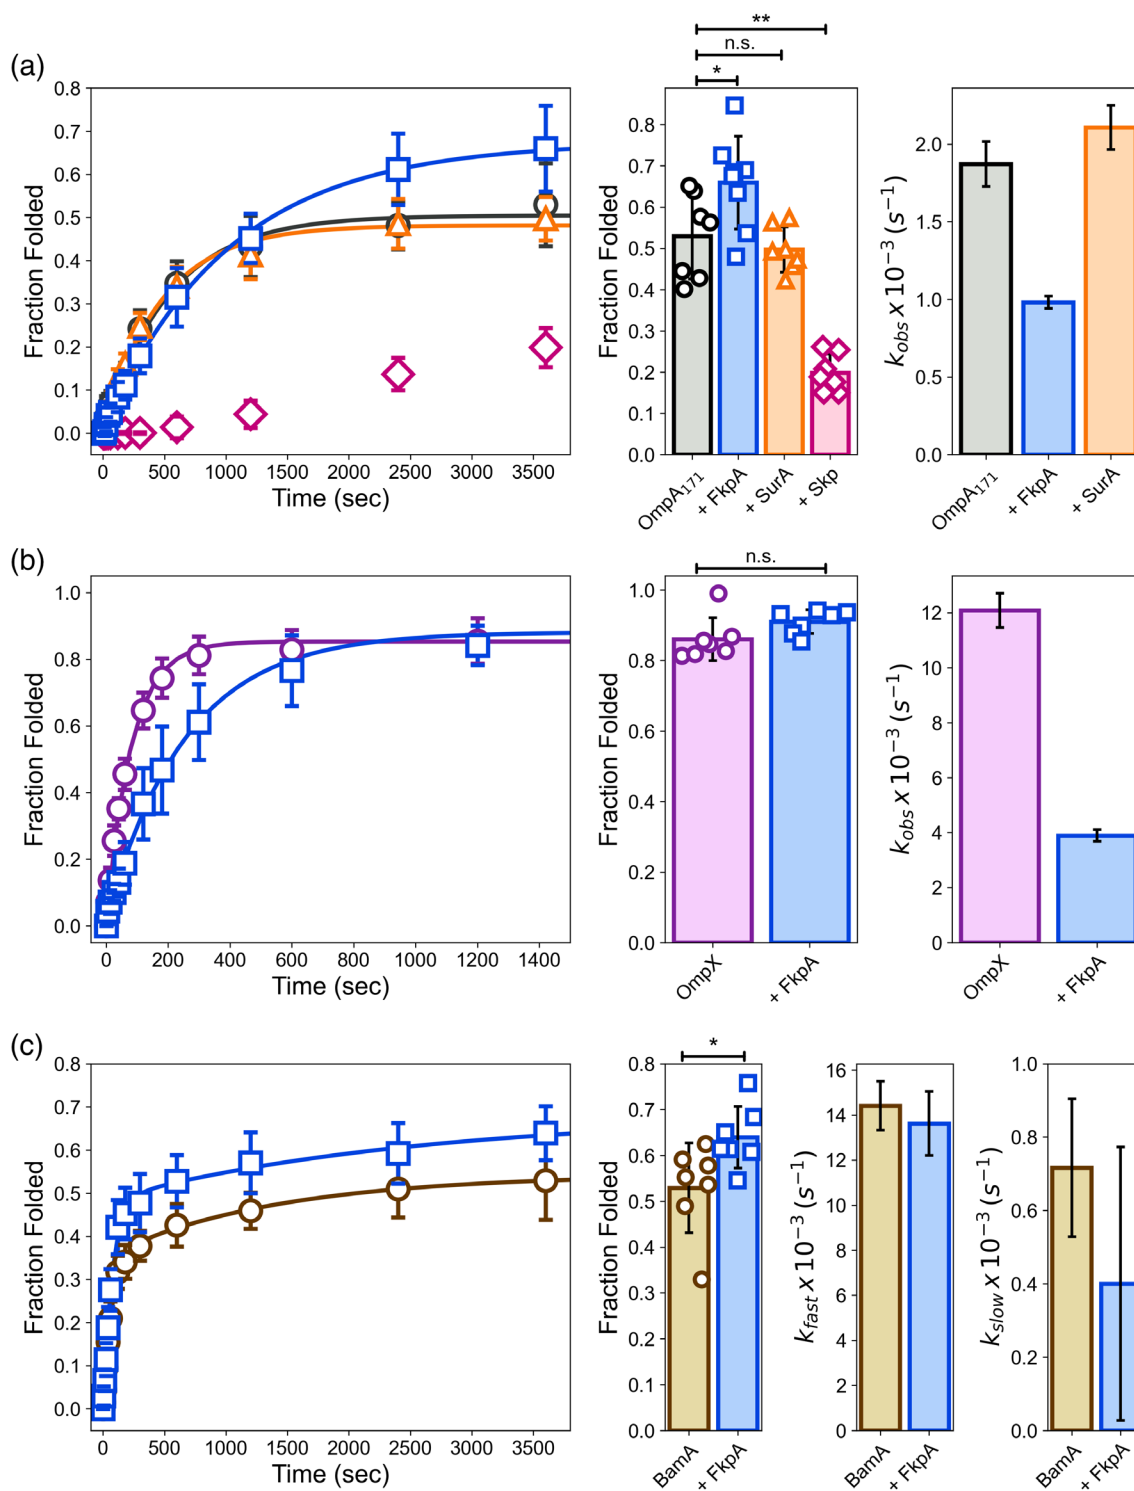 (a)
**
n.s.
*
0.8
0.7
0.6
0.5
0.4
0.3
0.2
0.1
0.0
Fraction Folded
0 500 1000 1500 2000 2500 3000 3500
Time (sec)
0.8
0.7
0.6
0.5
0.4
0.3
0.2
0.1
0.0
Fraction Folded
OmpA171
+ FkpA
+ SurA
+ Skp
2.0
1.5
1.0
0.5
0.0
kobs x 10−3 (s−1)
OmpA171
+ FkpA
+ SurA
(b)
n.s.
1.0
0.8
0.6
0.4
0.2
0.0
Fraction Folded
0 200 400 600 800 1000 1200 1400
Time (sec)
1.0
0.8
0.6
0.4
0.2
0.0
Fraction Folded
OmpX
+ FkpA
12
10
8
6
4
2
0
kobs x 10−3 (s−1)
OmpX
+ FkpA
(c)
*
0.8
0.7
0.6
0.5
0.4
0.3
0.2
0.1
0.0
Fraction Folded
0 500 1000 1500 2000 2500 3000 3500
Time (sec)
0.8
0.7
0.6
0.5
0.4
0.3
0.2
0.1
0.0
Fraction Folded
BamA
+ FkpA
16
14
12
10
8
6
4
2
0
kfast x 10−3 (s−1)
BamA
+ FkpA
1.0
0.8
0.6
0.4
0.2
0.0
kslow x 10−3 (s−1)
BamA
+ FkpA